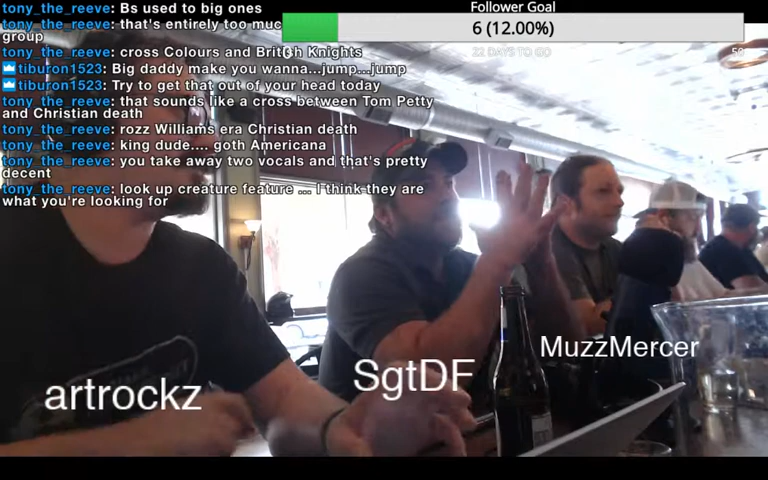 tony_the_reeve: Bs used to big ones
tony_the_reeve: that's entirely too muc
group
tony_the_reeve: cross Colours and British Knights
tiburon1523: Big daddy make you wanna...jump...jump
tiburon1523: Try to get that out of your head today
tony_the_reeve: that sounds like a cross between Tom Petty
and Christian death
tony_the_reeve: rozz Williams era Christian death
tony_the_reeve: king dude.... goth Americana
tony_the_reeve: you take away two vocals and that's pretty
decent
tony_the_reeve: look up creature feature ... I think they are
what you're looking for
Follower Goal
6 (12.00%)
22 DAYS TO GO
50
artrockz
SgtDF
MuzzMercer